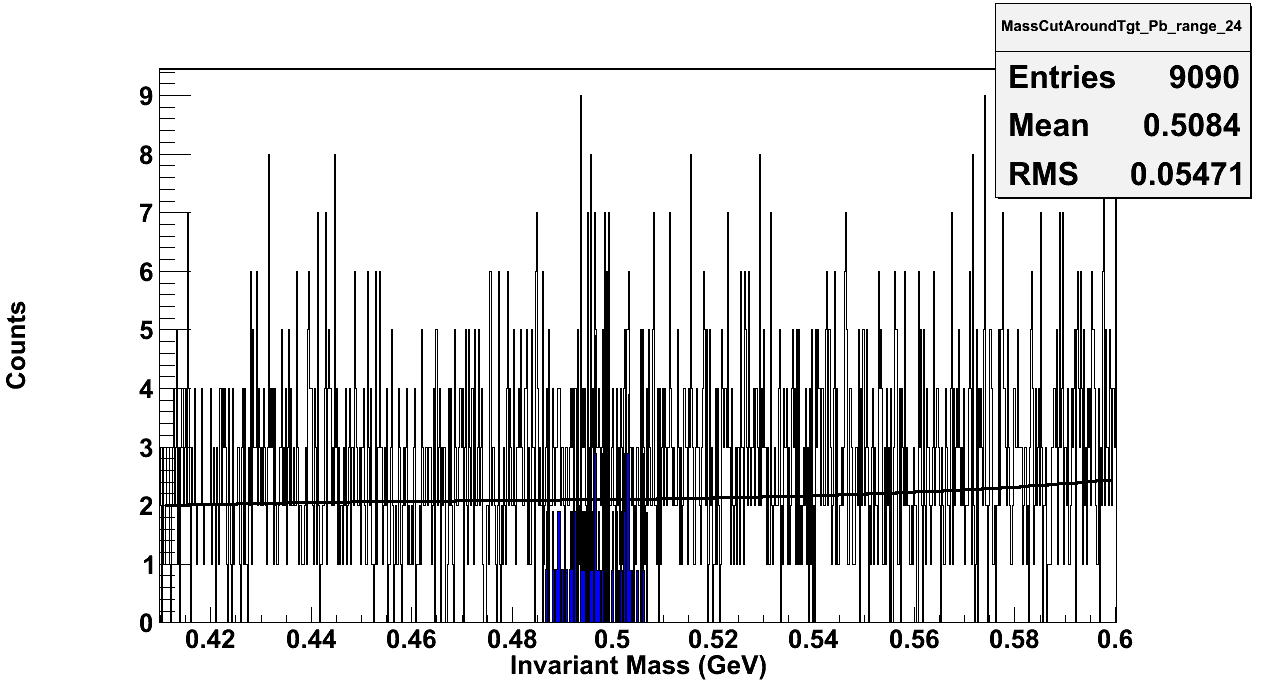 MassCutAroundTgt_Pb_range_24
Entries 9090
Mean 0.5084
RMS 0.05471
9
8
7
6
5
4
3
2
1
0
Counts
0.42 0.44 0.46 0.48 0.5 0.52 0.54 0.56 0.58 0.6
Invariant Mass (GeV)